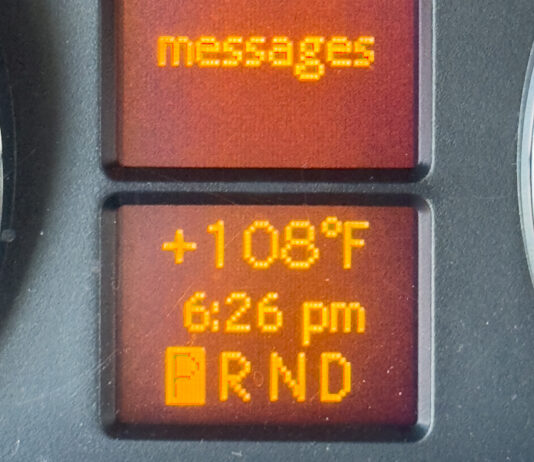 messages
+108°F
6:26 pm
P R N D